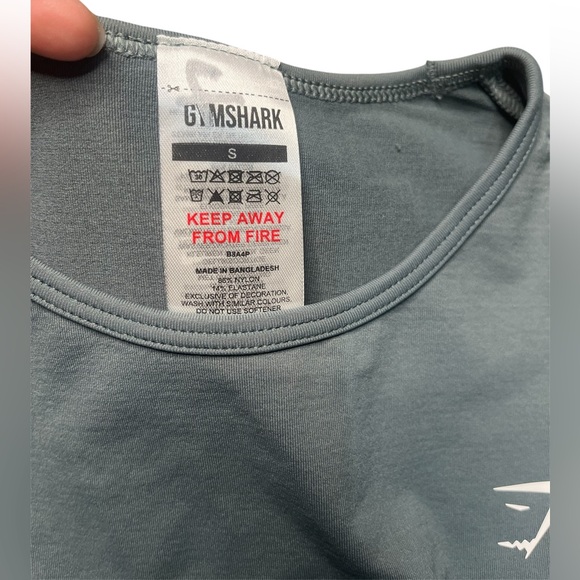 GYMSHARK
S
30
KEEP AWAY
FROM FIRE
B3A4P
MADE IN BANGLADESH
86% NYLON
14% ELASTANE
EXCLUSIVE OF DECORATION.
WASH WITH SIMILAR COLOURS.
DO NOT USE SOFTENER